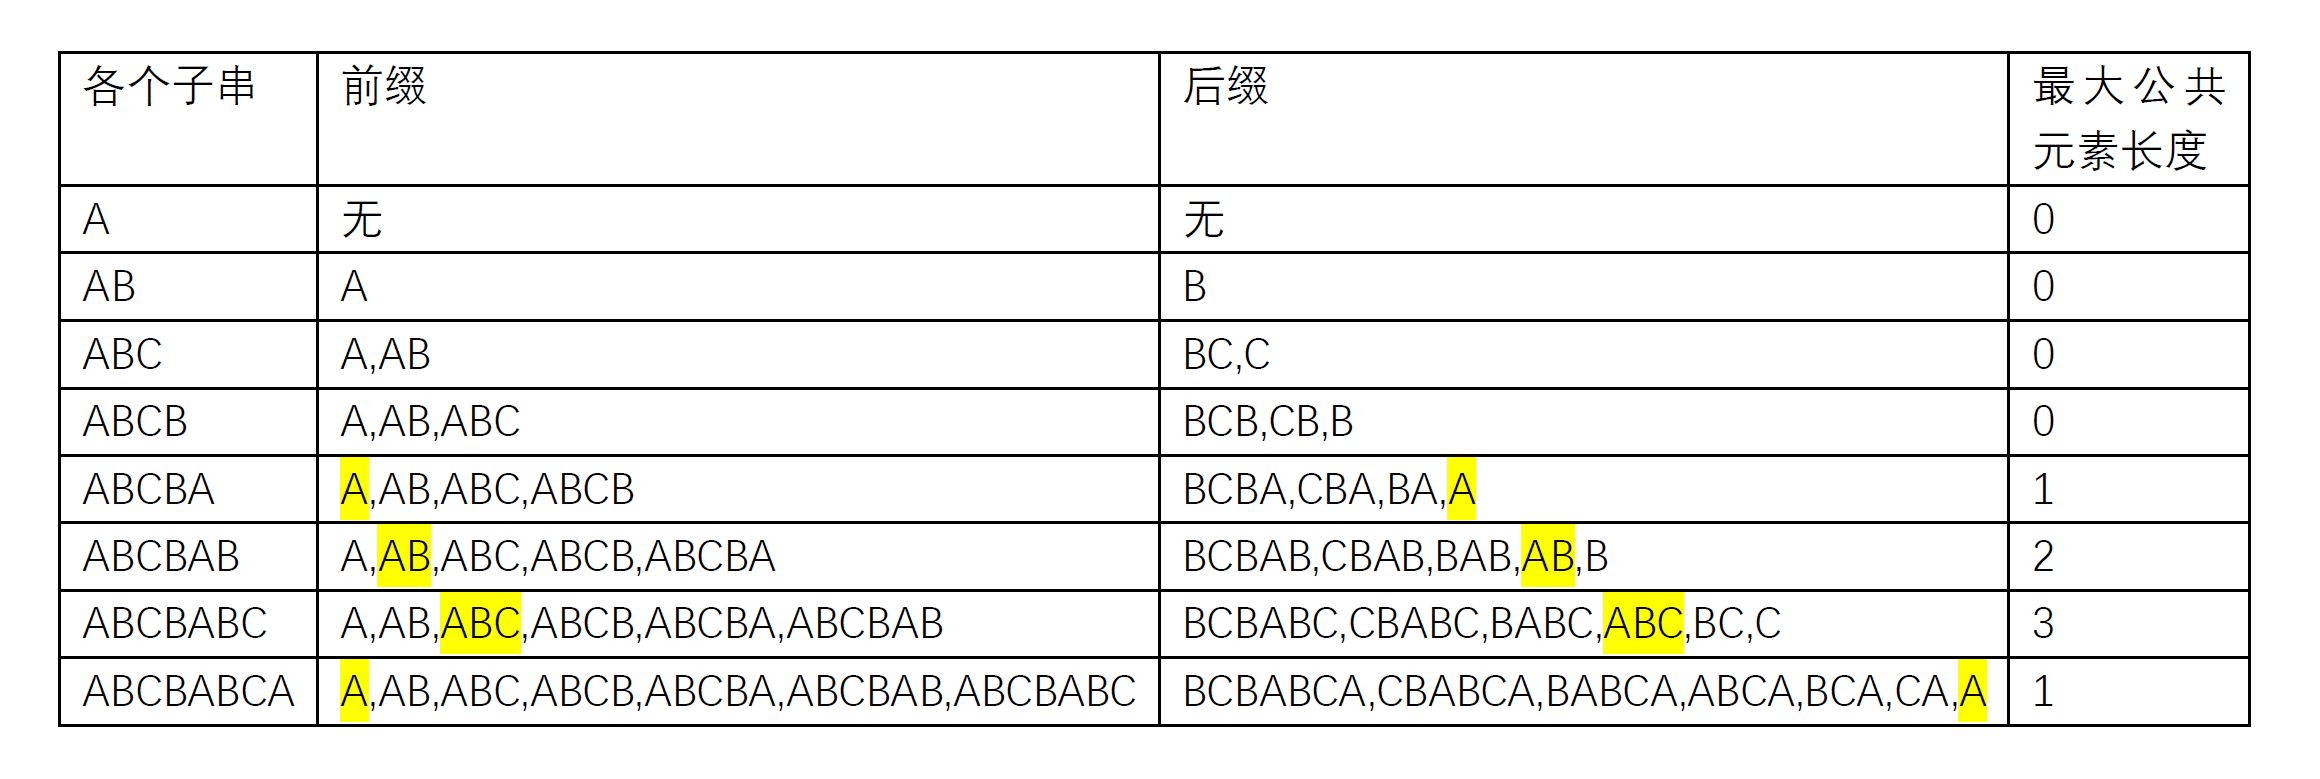 各个子串 前缀 后缀 最大公共
元素长度
A 无 无 0
AB A B 0
ABC A,AB BC,C 0
ABCB A,AB,ABC BCB,CB,B 0
ABCBA A,AB,ABC,ABCB BCBA,CBA,BA,A 1
ABCBAB A,AB,ABC,ABCB,ABCBA BCBAB,CBAB,BAB,AB,B 2
ABCBABC A,AB,ABC,ABCB,ABCBA,ABCBAB BCBABC,CBABC,BABC,ABC,BC,C 3
ABCBABCA A,AB,ABC,ABCB,ABCBA,ABCBAB,ABCBABC BCBABCA,CBABCA,BABCA,ABCA,BCA,CA,A 1